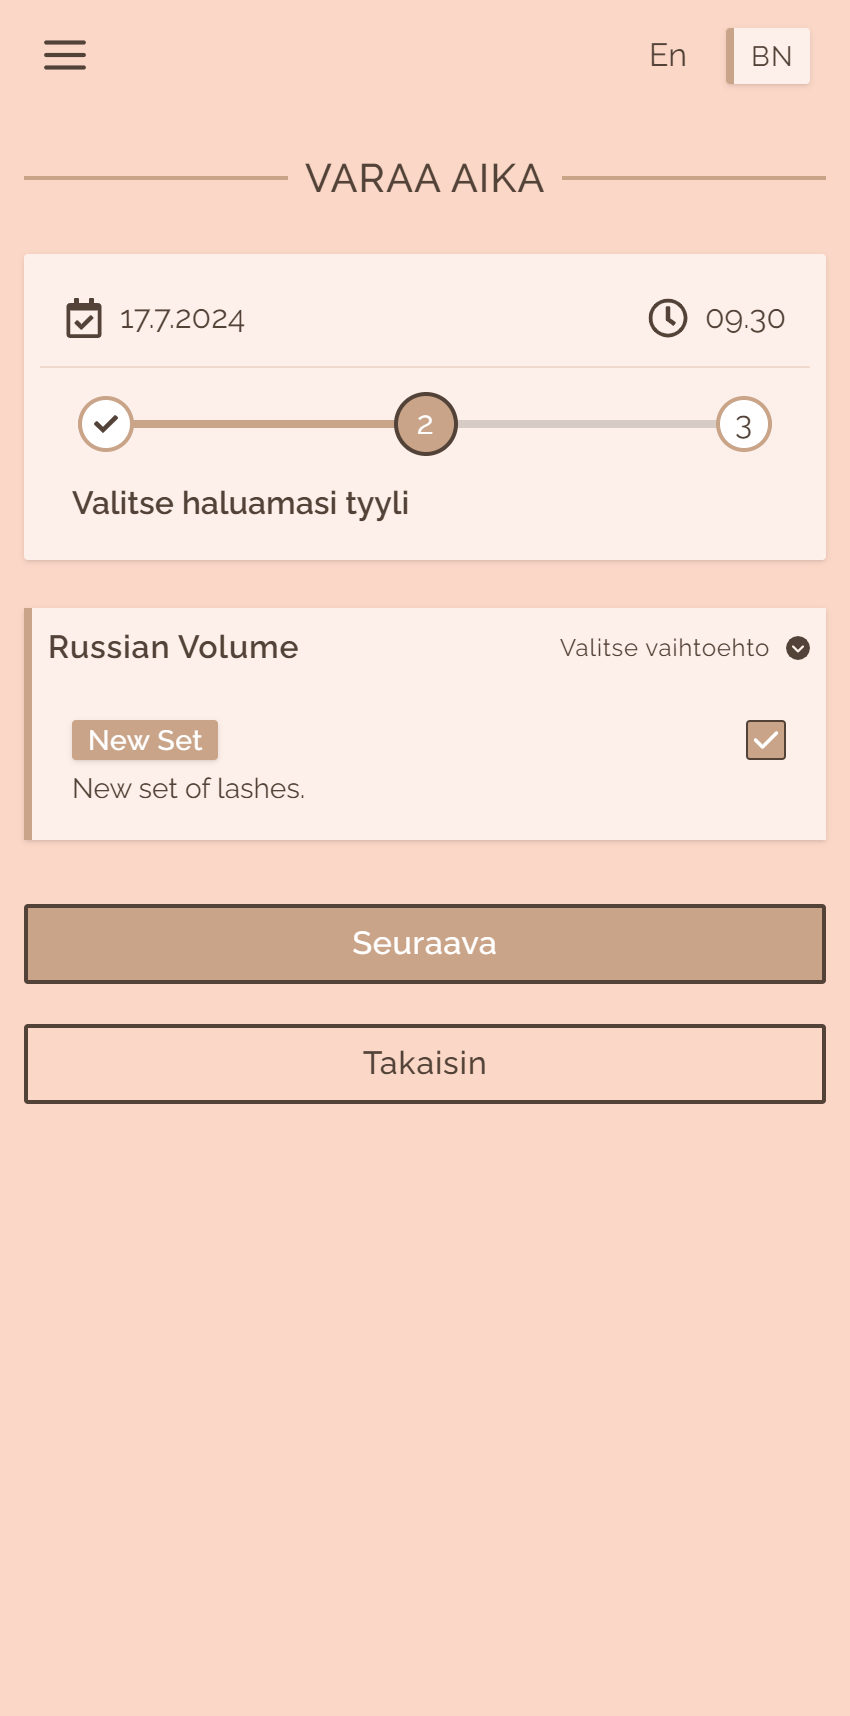 En
BN
VARAA AIKA
17.7.2024
09.30
2
3
Valitse haluamasi tyyli
Russian Volume
Valitse vaihtoehto
New Set
New set of lashes.
Seuraava
Takaisin